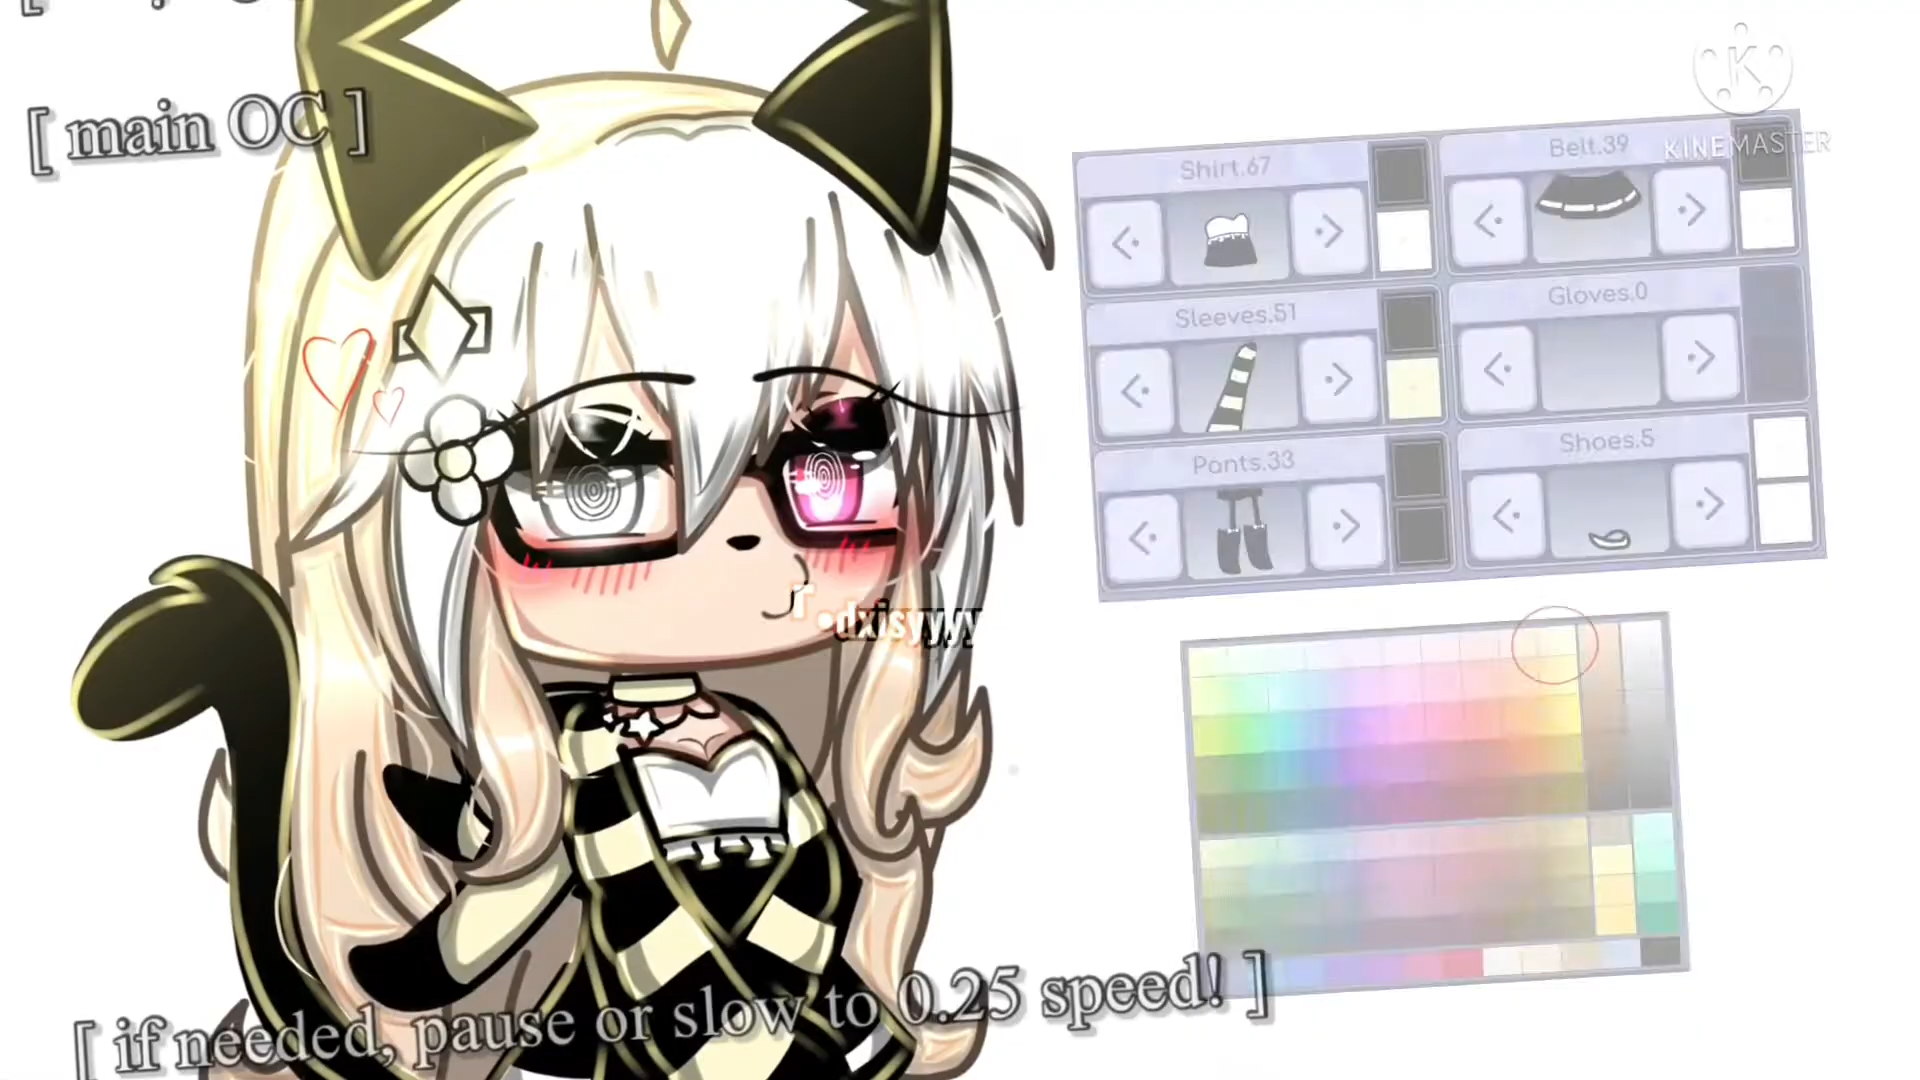 [ main OC ]
KINEMASTER
Shirt.67
Belt.39
Sleeves.51
Gloves.0
Pants.33
Shoes.5
r.dxisyyyy
[ if needed, pause or slow to 0.25 speed! ]